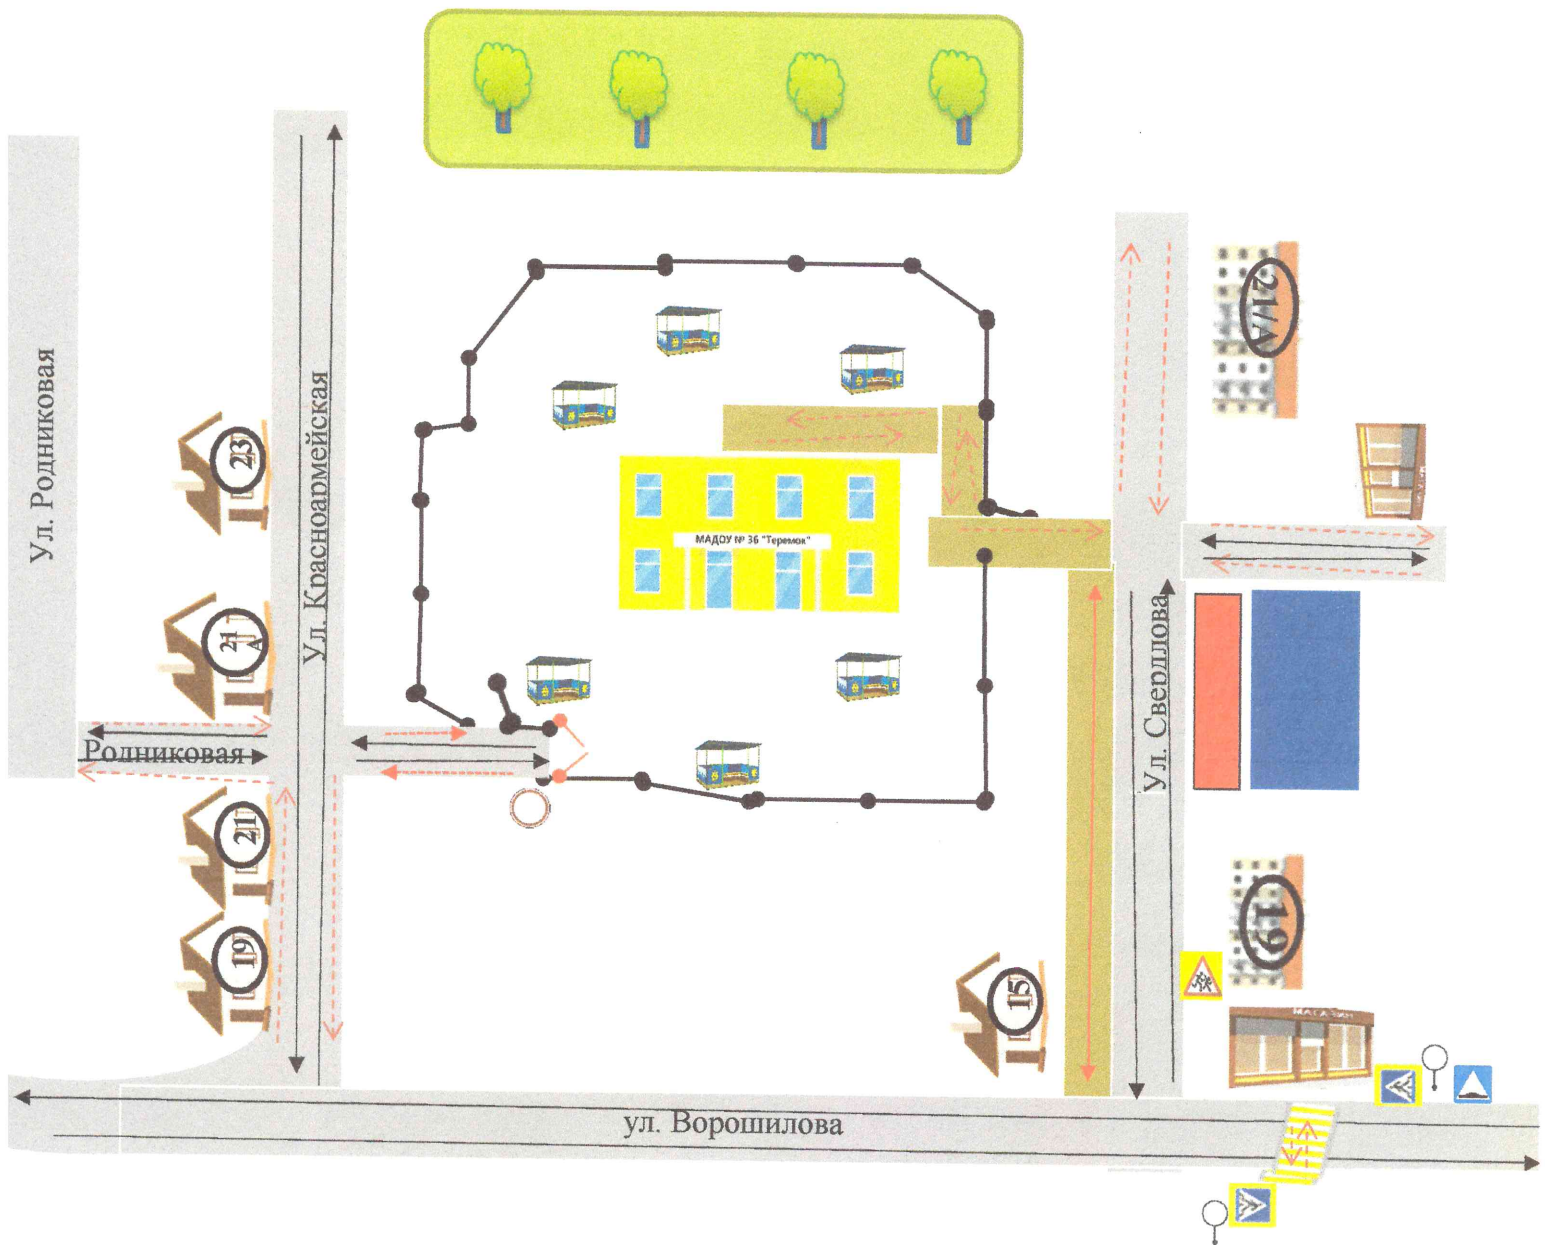 Ул. Родниковая
Ул. Красноармейская
23
21
А
Родниковая
21
19
МАДОУ № 36 "Теремок"
21/А
Ул. Свердлова
19
15
МАГАЗИН
ул. Ворошилова